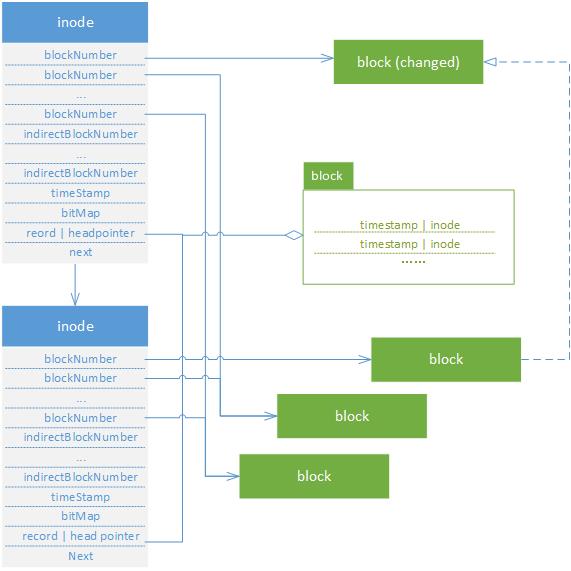 inode
blockNumber
blockNumber
...
blockNumber
indirectBlockNumber
...
indirectBlockNumber
timeStamp
bitMap
reord | headpointer
next
block (changed)
block
timestamp | inode
timestamp | inode
......
inode
blockNumber
blockNumber
...
blockNumber
indirectBlockNumber
...
indirectBlockNumber
timeStamp
bitMap
record | head pointer
Next
block
block
block